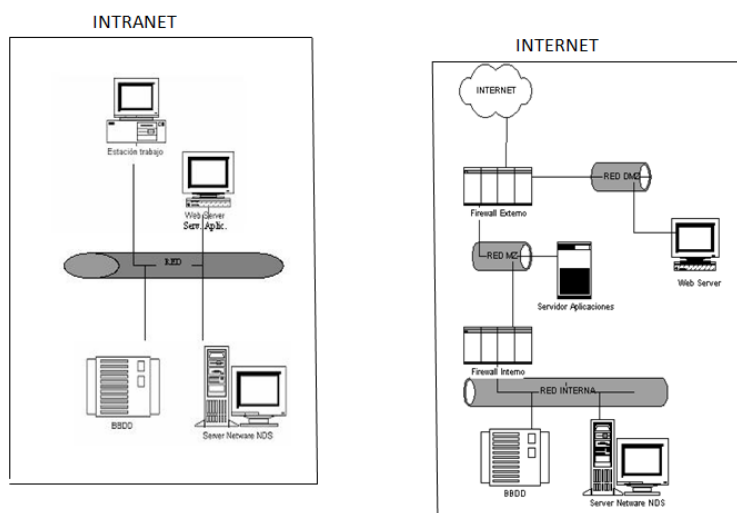 INTRANET
Estación trabajo
Web Server
Serv. Aplic.
RED
BBDD
Server Netware NDS
INTERNET
INTERNET
RED DMZ
Firewall Externo
Web Server
RED MZ
Servidor Aplicaciones
Firewall Interno
RED INTERNA
BBDD
Server Netware NDS